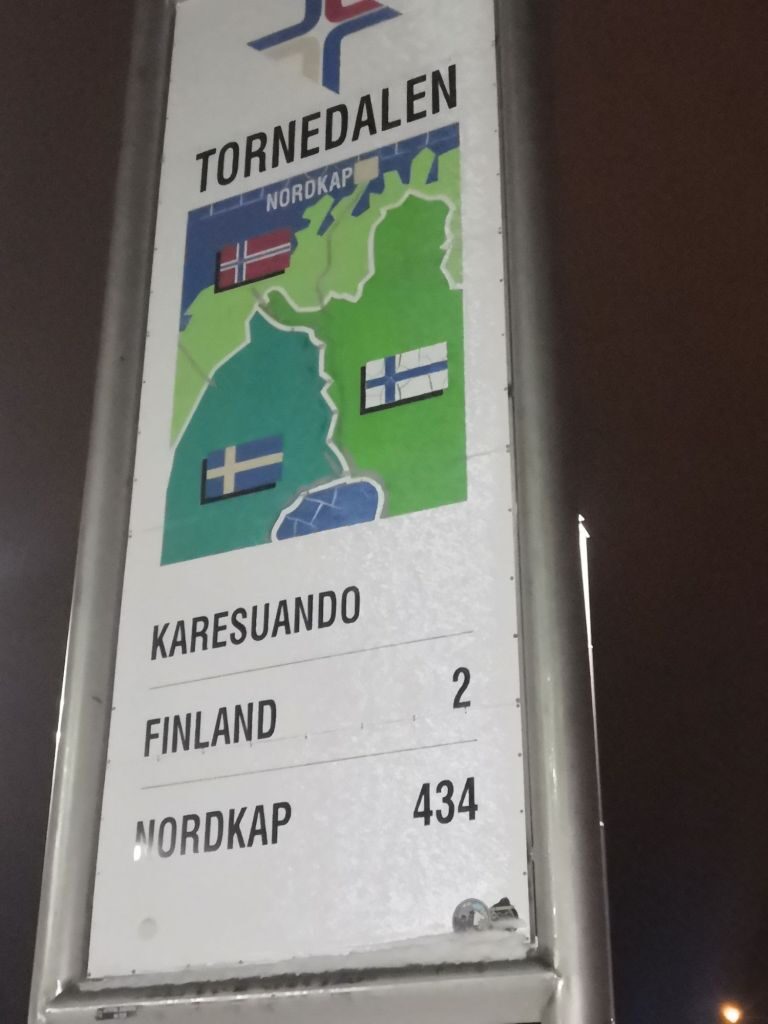 TORNEDALEN
NORDKAP
KARESUANDO
FINLAND 2
NORDKAP 434